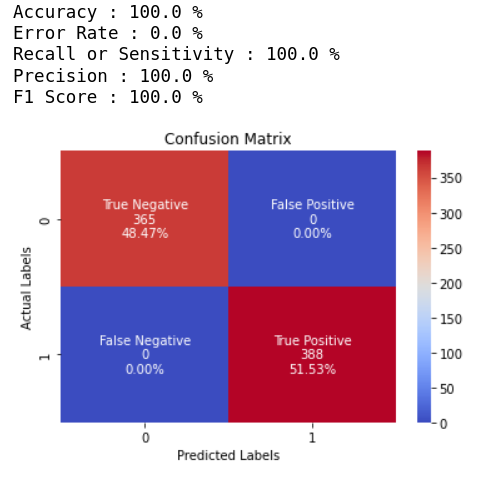 Accuracy : 100.0 %
Error Rate : 0.0 %
Recall or Sensitivity : 100.0 %
Precision : 100.0 %
F1 Score : 100.0 %
Confusion Matrix
True Negative
365
48.47%
False Positive
0
0.00%
False Negative
0
0.00%
True Positive
388
51.53%
0
1
Actual Labels
0
1
Predicted Labels
350
300
250
200
150
100
50
0